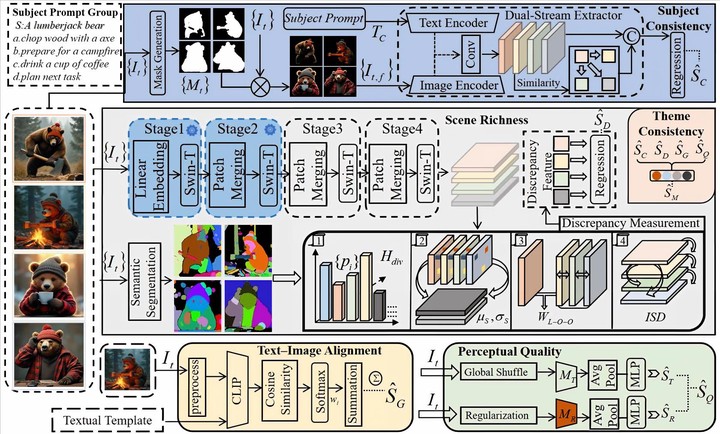 Subject Prompt Group
S:A lumberjack bear
a.chop wood with a axe
b.prepare for a campfire
c.drink a cup of coffee
d.plan next task
{I_t}
Mask Generation
{M_t}
{I_t}
Subject Prompt
T_C
{I_{t,f}}
Text Encoder
Conv
Image Encoder
Dual-Stream Extractor
Similarity
C
Regression
Ŝ_C
Subject Consistency
{I_t}
Stage1
Linear Embedding
Swin-T
Stage2
Patch Merging
Swin-T
Stage3
Patch Merging
Swin-T
Stage4
Patch Merging
Swin-T
Scene Richness
Discrepancy Feature
Regression
Ŝ_D
Discrepancy Measurement
Theme Consistency
Ŝ_C Ŝ_D Ŝ_G Ŝ_Q
Ŝ_M
{I_t}
Semantic Segmentation
1
{p_i}
H_div
2
μ_S, σ_S
3
W_{L-O-O}
4
ISD
I_t
Textual Template
Text–Image Alignment
preprocess
CLIP
Cosine Similarity
Softmax
w_i
Summation
Σ
Ŝ_G
Perceptual Quality
I_t
Global Shuffle
M_T
Avg Pool
MLP
Ŝ_T
I_t
Regularization
M_R
Avg Pool
MLP
Ŝ_R
Ŝ_Q